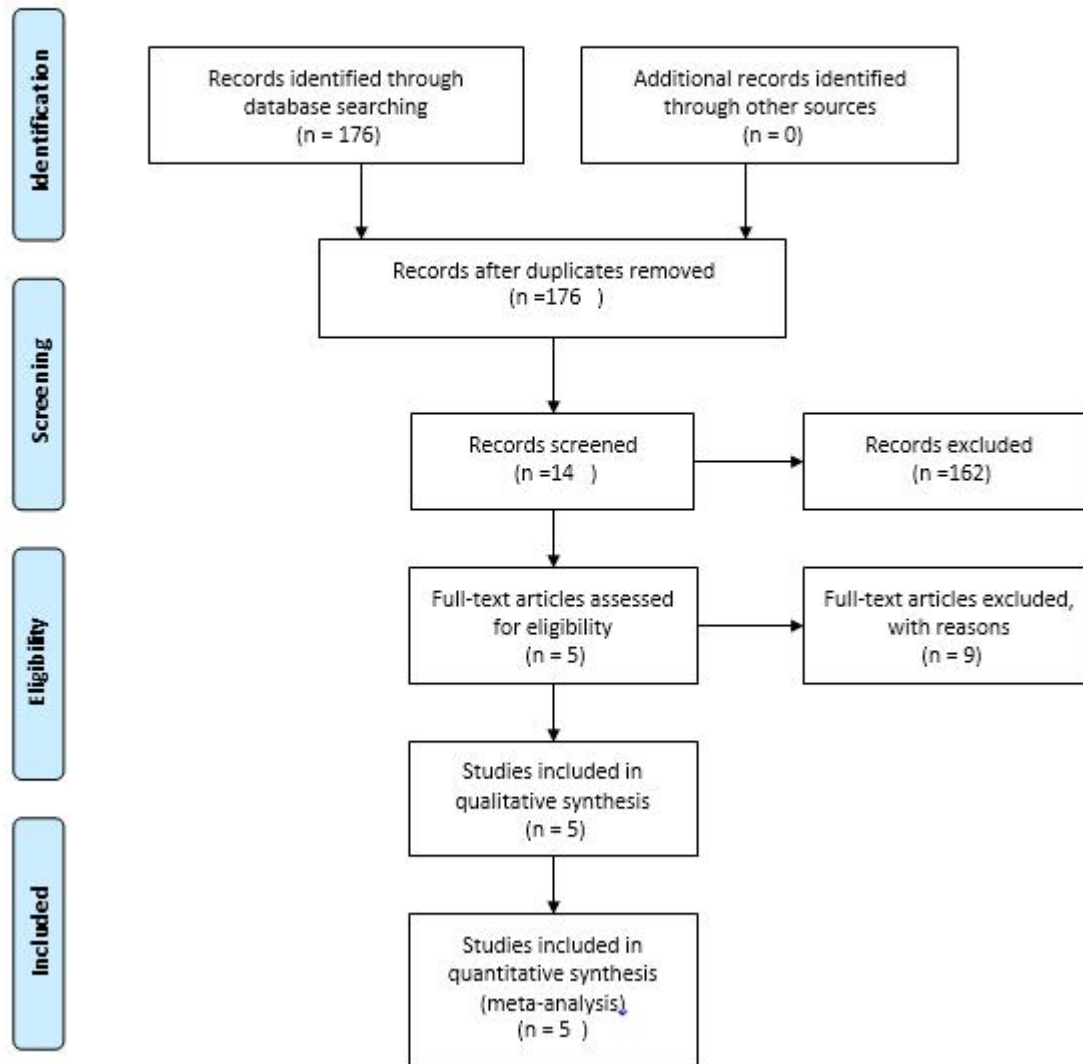 Identification
Records identified through
database searching
(n = 176)
Additional records identified
through other sources
(n = 0)
Records after duplicates removed
(n =176   )
Screening
Records screened
(n =14   )
Records excluded
(n =162)
Eligibility
Full-text articles assessed
for eligibility
(n = 5)
Full-text articles excluded,
with reasons
(n = 9)
Studies included in
qualitative synthesis
(n = 5)
Included
Studies included in
quantitative synthesis
(meta-analysis)
(n = 5  )